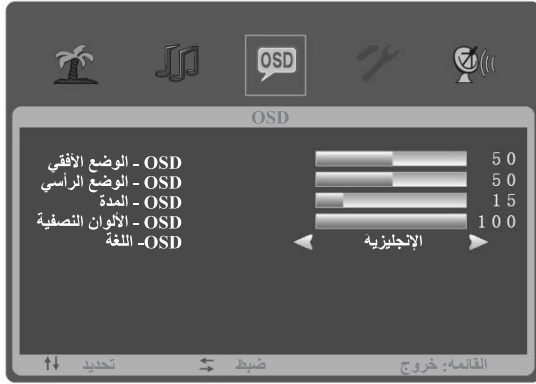 OSD
OSD
OSD - الوضع الأفقي 50
OSD - الوضع الرأسي 50
OSD - المدة 15
OSD - الألوان النصفية 100
OSD- اللغة الإنجليزية
تحديد ضبط القائمه: خروج